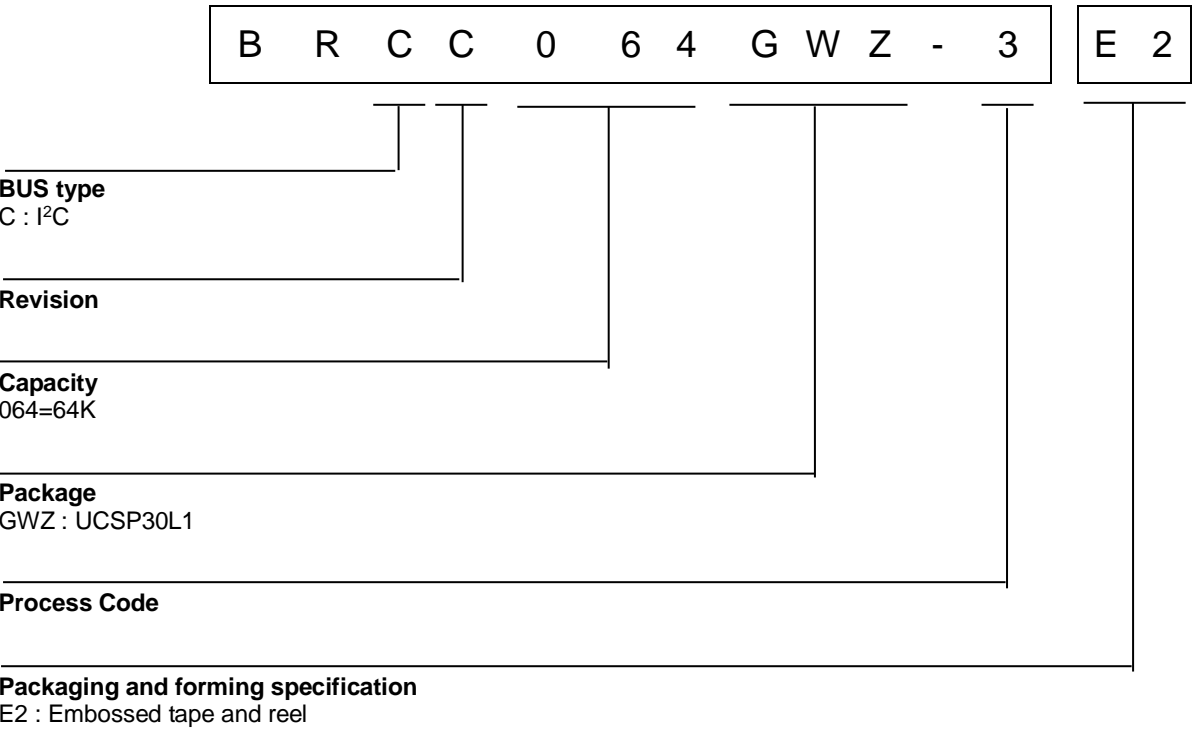 B R C C 0 6 4 G W Z - 3 E 2
BUS type
C : I²C
Revision
Capacity
064=64K
Package
GWZ : UCSP30L1
Process Code
Packaging and forming specification
E2 : Embossed tape and reel